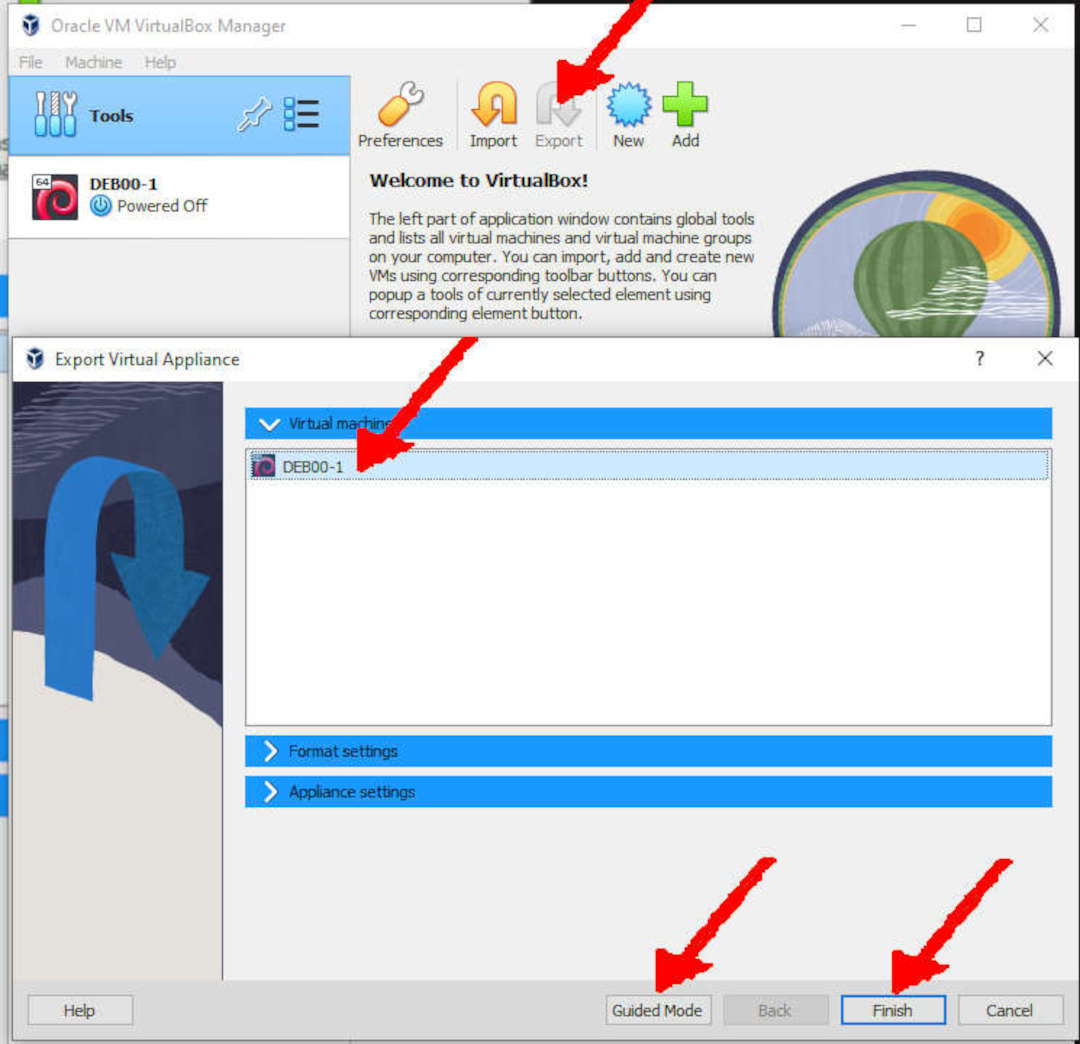 Oracle VM VirtualBox Manager
File Machine Help
Tools
Preferences Import Export New Add
64
DEB00-1
Powered Off
Welcome to VirtualBox!
The left part of application window contains global tools
and lists all virtual machines and virtual machine groups
on your computer. You can import, add and create new
VMs using corresponding toolbar buttons. You can
popup a tools of currently selected element using
corresponding element button.
Export Virtual Appliance
?
Virtual machine
DEB00-1
Format settings
Appliance settings
Help Guided Mode Back Finish Cancel